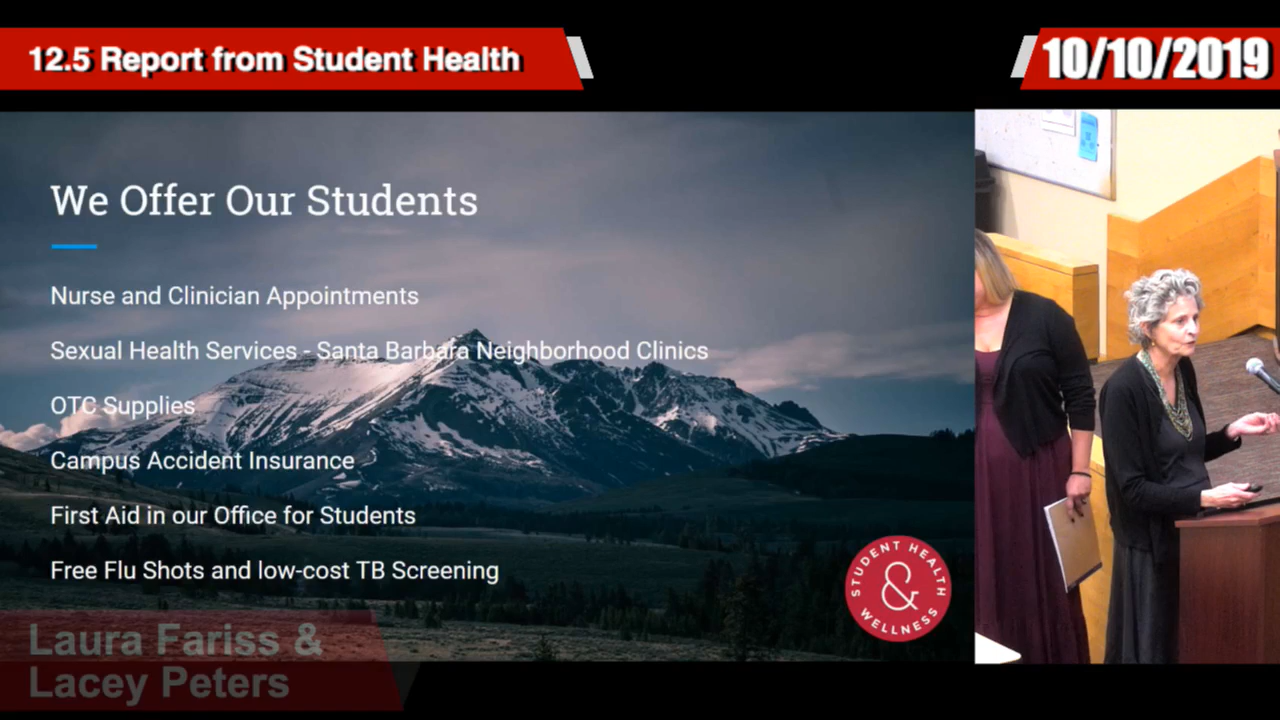 12.5 Report from Student Health
10/10/2019
We Offer Our Students
Nurse and Clinician Appointments
Sexual Health Services - Santa Barbara Neighborhood Clinics
OTC Supplies
Campus Accident Insurance
First Aid in our Office for Students
Free Flu Shots and low-cost TB Screening
STUDENT HEALTH
&
WELLNESS
Laura Fariss &
Lacey Peters